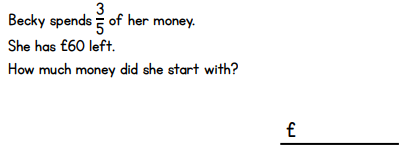 Becky spends 3/5 of her money.
She has £60 left.
How much money did she start with?
£